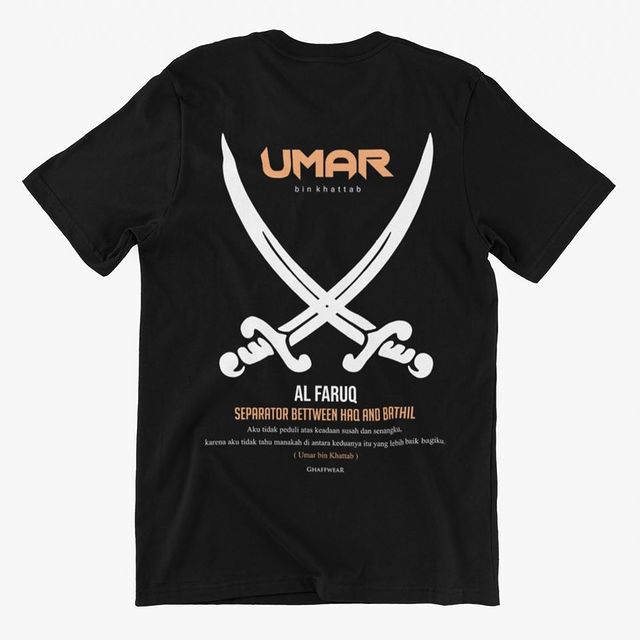 UMAR
bin khattab
AL FARUQ
SEPARATOR BETTWEEN HAQ AND BATHIL
Aku tidak peduli atas keadaan susah dan senangku,
karena aku tidak tahu manakah di antara keduanya itu yang lebih baik bagiku.
( Umar bin Khattab )
GHAFFWEAR